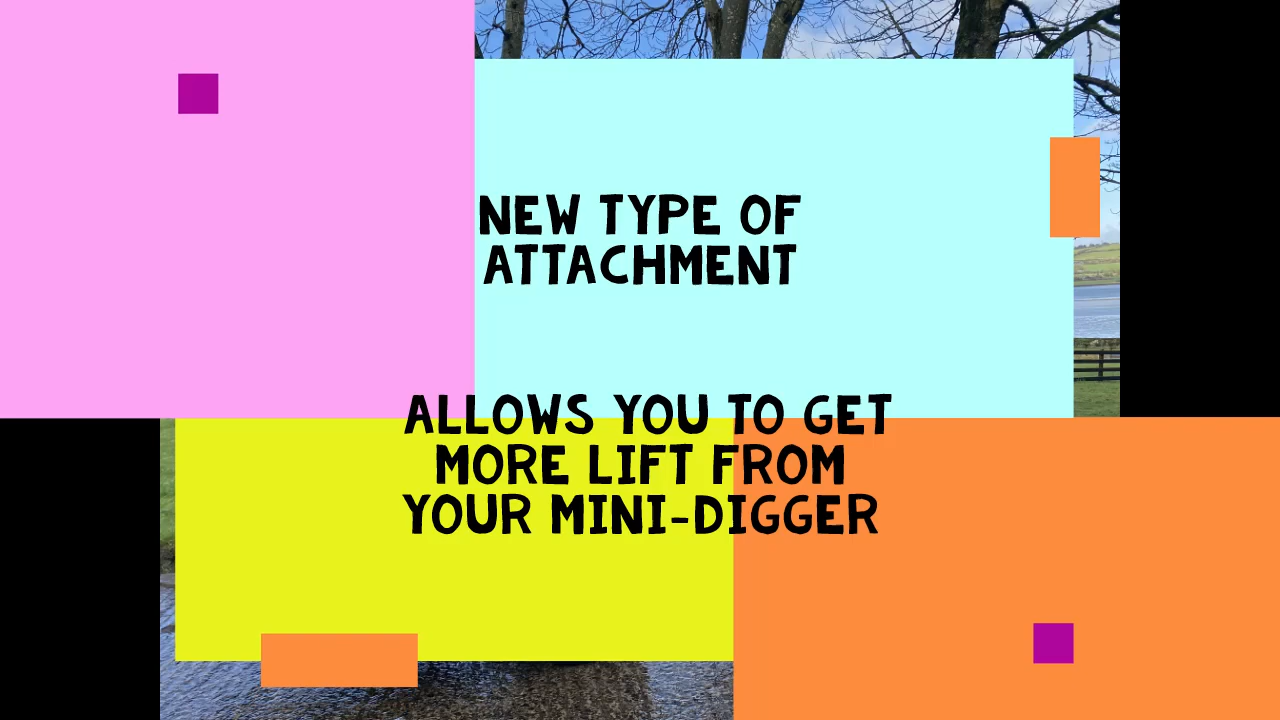 NEW TYPE OF
ATTACHMENT
ALLOWS YOU TO GET
MORE LIFT FROM
YOUR MINI-DIGGER